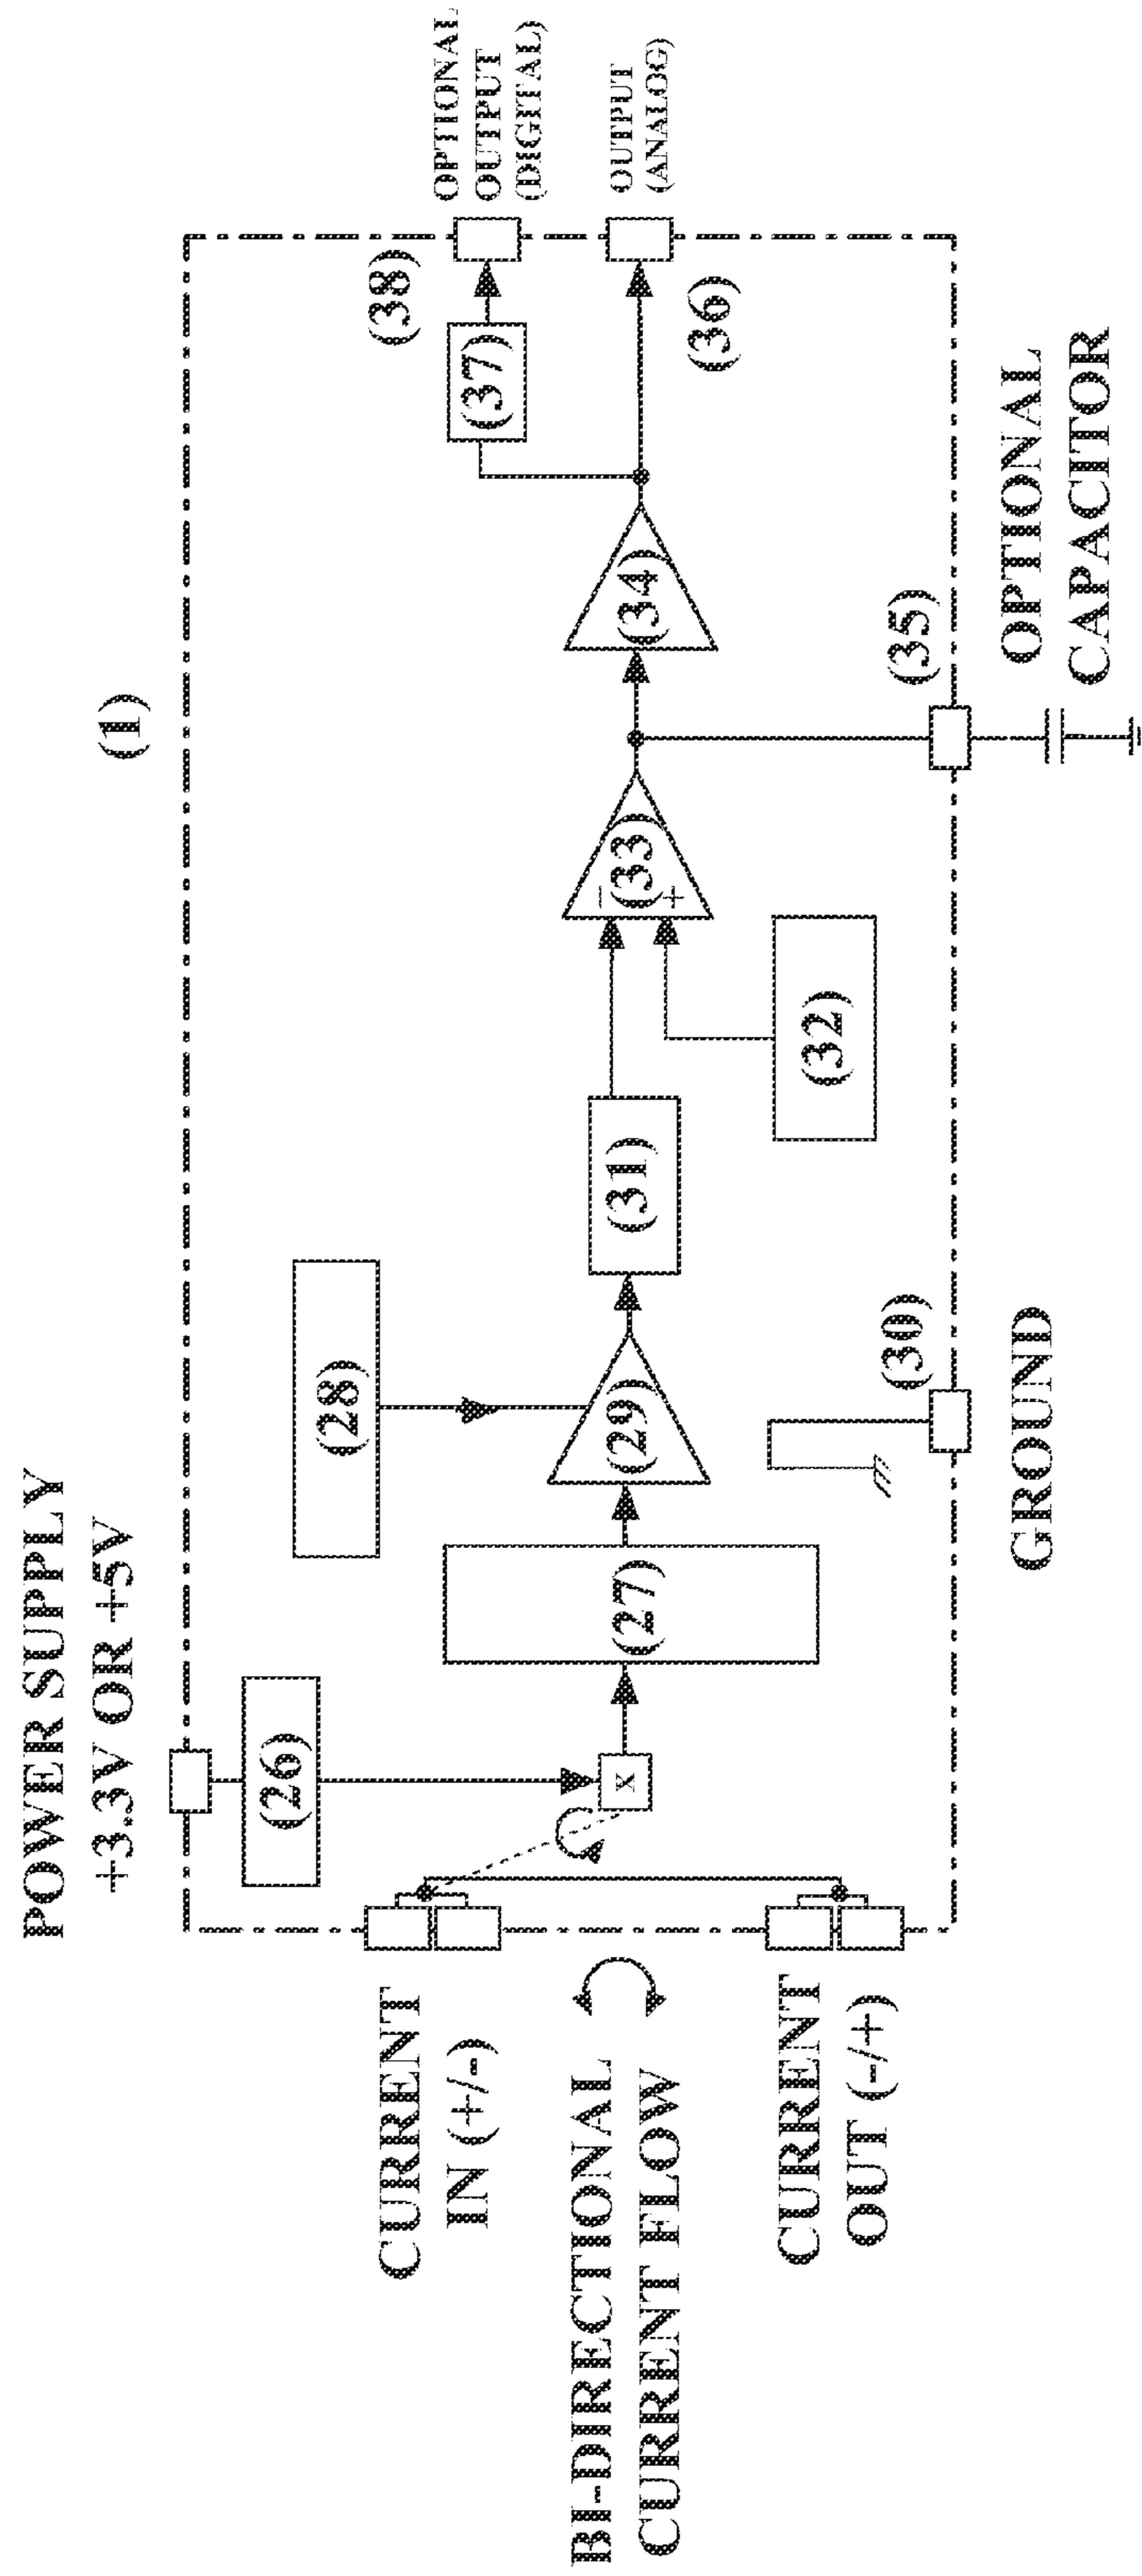 POWER SUPPLY
+3.3V OR +5V
(1)
(26)
(28)
(38)
OPTIONAL
OUTPUT
(DIGITAL)
(37)
CURRENT
IN (+/-)
BI-DIRECTIONAL
CURRENT FLOW
x
(27)
(29)
(31)
-
(33)
+
(34)
OUTPUT
(ANALOG)
(36)
(32)
CURRENT
OUT (-/+)
(30)
(35)
GROUND
OPTIONAL
CAPACITOR